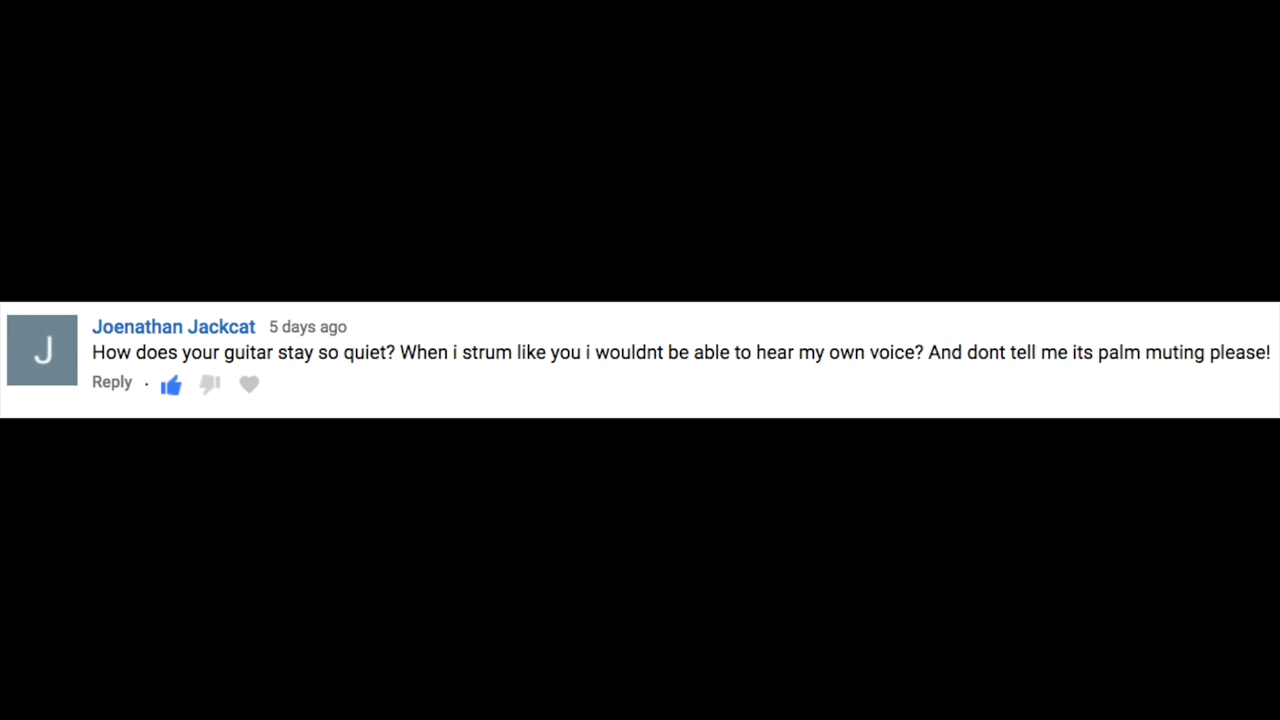 J
Joenathan Jackcat 5 days ago
How does your guitar stay so quiet? When i strum like you i wouldnt be able to hear my own voice? And dont tell me its palm muting please!
Reply ·